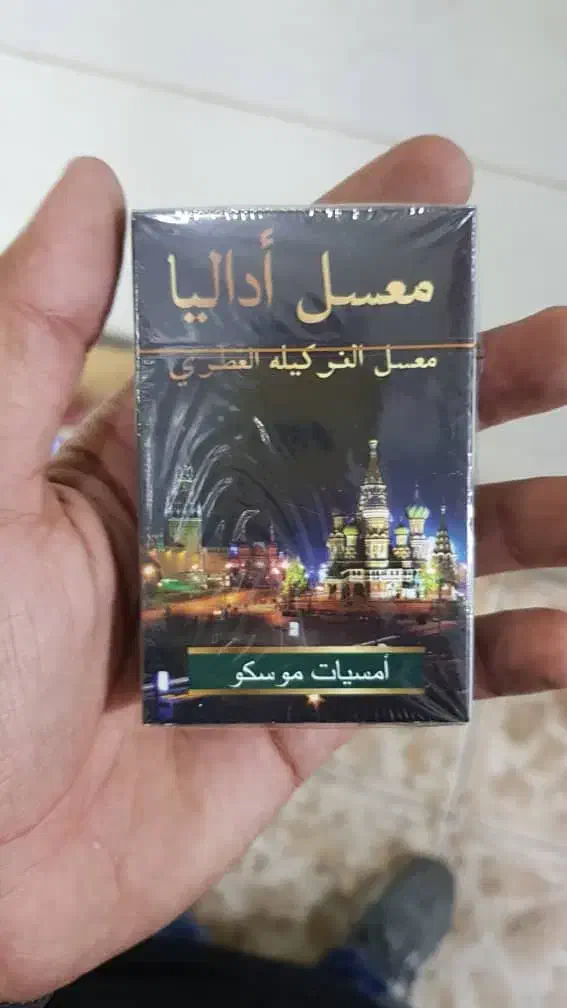 معسل أداليا
معسل النركيله العطري
أمسيات موسكو